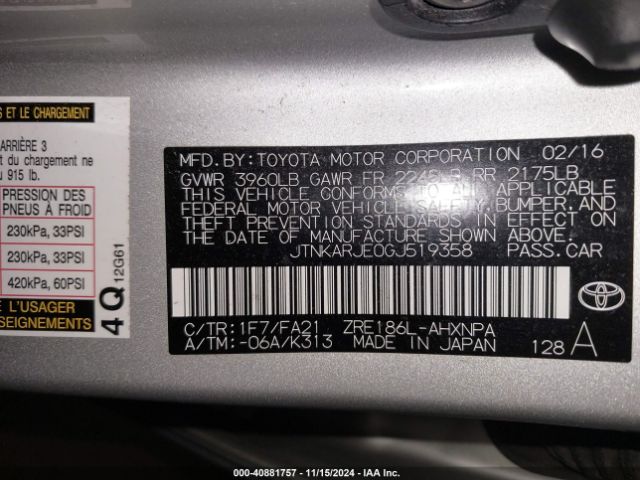 S ET LE CHARGEMENT
ARRIÈRE 3
t du chargement ne
u 915 lb.
PRESSION DES
PNEUS À FROID
230kPa, 33PSI
230kPa, 33PSI
420kPa, 60PSI
L'USAGER
NSEIGNEMENTS
4Q 12G61
MFD.BY:TOYOTA MOTOR CORPORATION 02/16
GVWR 3960LB GAWR FR 2245LB RR 2175LB
THIS VEHICLE CONFORMS TO ALL APPLICABLE
FEDERAL MOTOR VEHICLE SAFETY,BUMPER,AND
THEFT PREVENTION STANDARDS IN EFFECT ON
THE DATE OF MANUFACTURE SHOWN ABOVE.
JTNKARJE0GJ519358 PASS.CAR
TOYOTA
C/TR:1F7/FA21 ZRE186L-AHXNPA
A/TM:-06A/K313 MADE IN JAPAN 128A
000-40881757 - 11/15/2024 - IAA Inc.